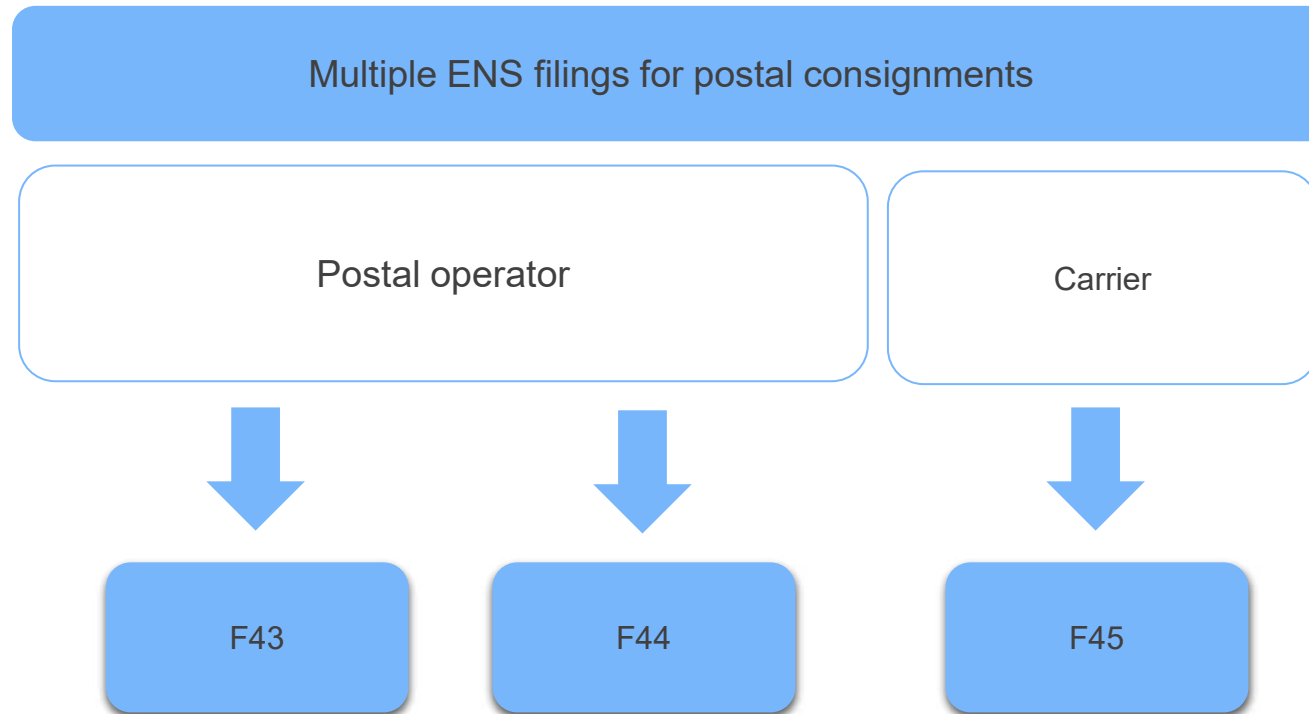 Multiple ENS filings for postal consignments
Postal operator
Carrier
F43
F44
F45